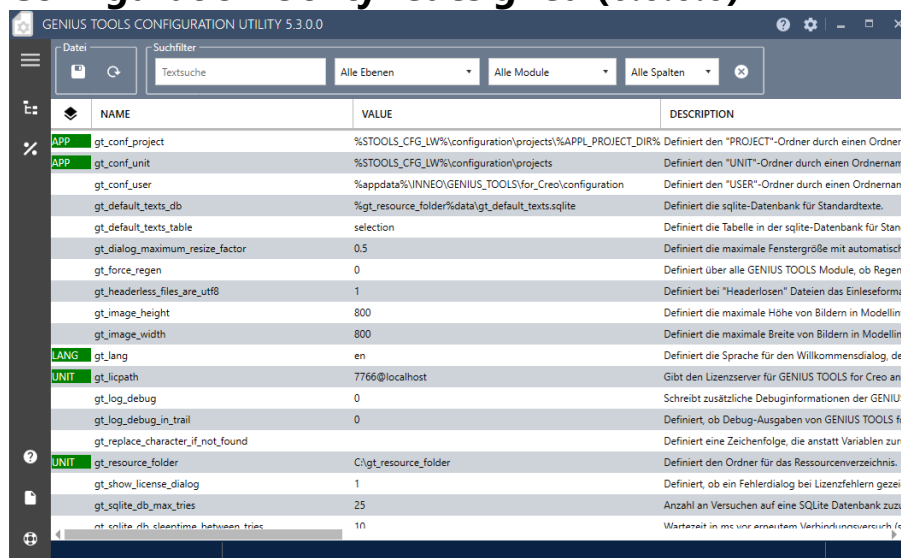 GENIUS TOOLS CONFIGURATION UTILITY 5.3.0.0
Datei Suchfilter
Textsuche Alle Ebenen Alle Module Alle Spalten
NAME VALUE DESCRIPTION
APP gt_conf_project %STOOLS_CFG_LW%\configuration\projects\%APPL_PROJECT_DIR% Definiert den "PROJECT"-Ordner durch einen Ordner
APP gt_conf_unit %STOOLS_CFG_LW%\configuration\projects Definiert den "UNIT"-Ordner durch einen Ordnernam
gt_conf_user %appdata%\INNEO\GENIUS_TOOLS\for_Creo\configuration Definiert den "USER"-Ordner durch einen Ordnernam
gt_default_texts_db %gt_resource_folder%data\gt_default_texts.sqlite Definiert die sqlite-Datenbank für Standardtexte.
gt_default_texts_table selection Definiert die Tabelle in der sqlite-Datenbank für Stan
gt_dialog_maximum_resize_factor 0.5 Definiert die maximale Fenstergröße mit automatisch
gt_force_regen 0 Definiert über alle GENIUS TOOLS Module, ob Regen
gt_headerless_files_are_utf8 1 Definiert bei "Headerlosen" Dateien das Einleseforma
gt_image_height 800 Definiert die maximale Höhe von Bildern in Modellin
gt_image_width 800 Definiert die maximale Breite von Bildern in Modellin
LANG gt_lang en Definiert die Sprache für den Willkommensdialog, de
UNIT gt_licpath 7766@localhost Gibt den Lizenzserver für GENIUS TOOLS for Creo an
gt_log_debug 0 Schreibt zusätzliche Debuginformationen der GENIU
gt_log_debug_in_trail 0 Definiert, ob Debug-Ausgaben von GENIUS TOOLS f
gt_replace_character_if_not_found Definiert eine Zeichenfolge, die anstatt Variablen zur
UNIT gt_resource_folder C:\gt_resource_folder Definiert den Ordner für das Ressourcenverzeichnis.
gt_show_license_dialog 1 Definiert, ob ein Fehlerdialog bei Lizenzfehlern gezei
gt_sqlite_db_max_tries 25 Anzahl an Versuchen auf eine SQLite Datenbank zuzu
gt_sqlite_db_sleeptime_between_tries 10 Wartezeit in ms vor erneutem Verbindungsversuch